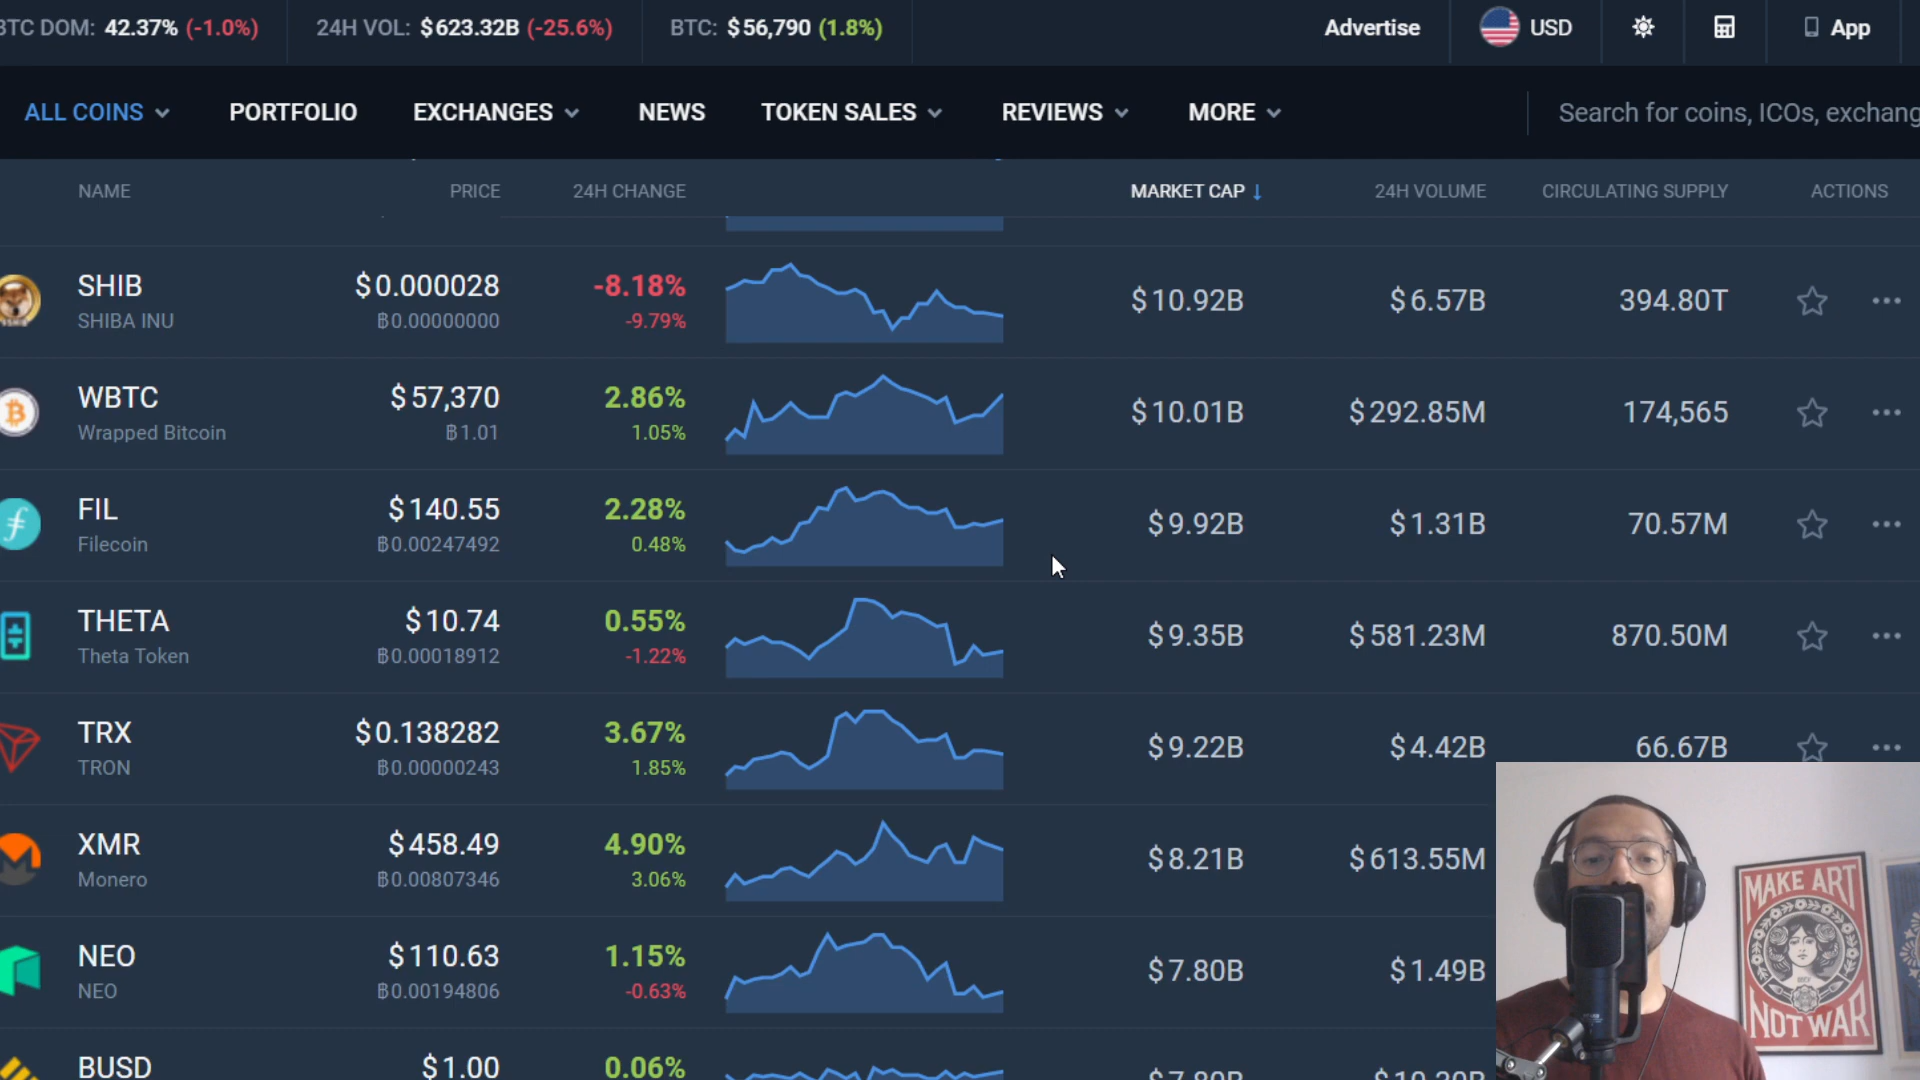 BTC DOM: 42.37% (-1.0%) 24H VOL: $623.32B (-25.6%) BTC: $56,790 (1.8%) Advertise USD App
ALL COINS PORTFOLIO EXCHANGES NEWS TOKEN SALES REVIEWS MORE Search for coins, ICOs, exchang
NAME PRICE 24H CHANGE MARKET CAP ↓ 24H VOLUME CIRCULATING SUPPLY ACTIONS
SHIB $0.000028 -8.18% $10.92B $6.57B 394.80T
SHIBA INU ฿0.00000000 -9.79%
WBTC $57,370 2.86% $10.01B $292.85M 174,565
Wrapped Bitcoin ฿1.01 1.05%
FIL $140.55 2.28% $9.92B $1.31B 70.57M
Filecoin ฿0.00247492 0.48%
THETA $10.74 0.55% $9.35B $581.23M 870.50M
Theta Token ฿0.00018912 -1.22%
TRX $0.138282 3.67% $9.22B $4.42B 66.67B
TRON ฿0.00000243 1.85%
XMR $458.49 4.90% $8.21B $613.55M
Monero ฿0.00807346 3.06%
NEO $110.63 1.15% $7.80B $1.49B
NEO ฿0.00194806 -0.63%
BUSD $1.00 0.06%
MAKE ART
NOT WAR